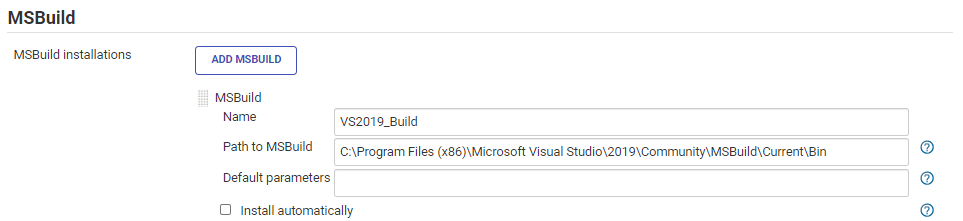 MSBuild
MSBuild installations
ADD MSBUILD
MSBuild
Name
VS2019_Build
Path to MSBuild
C:\Program Files (x86)\Microsoft Visual Studio\2019\Community\MSBuild\Current\Bin
?
Default parameters
?
Install automatically
?